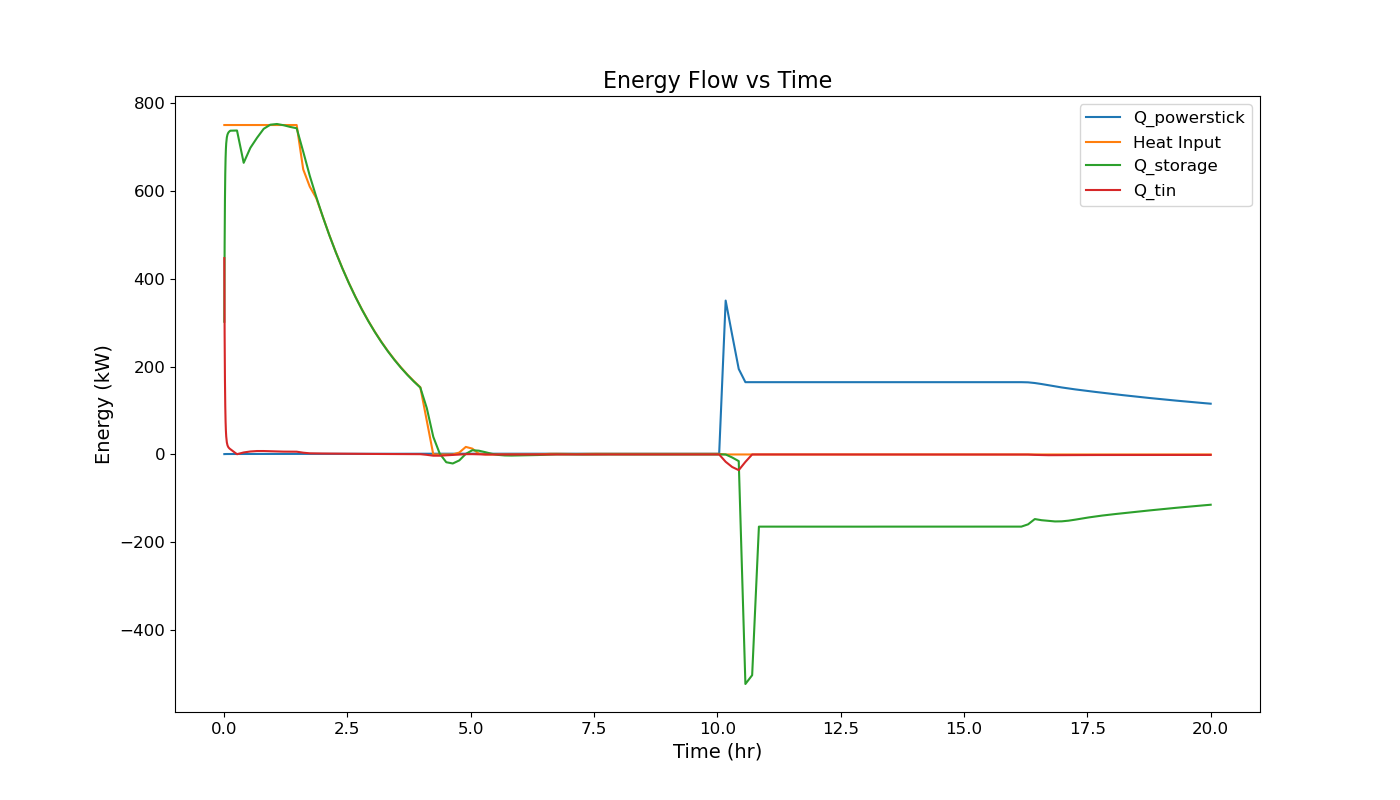 Energy Flow vs Time
800
600
400
200
0
−200
−400
Energy (kW)
Q_powerstick
Heat Input
Q_storage
Q_tin
0.0 2.5 5.0 7.5 10.0 12.5 15.0 17.5 20.0
Time (hr)